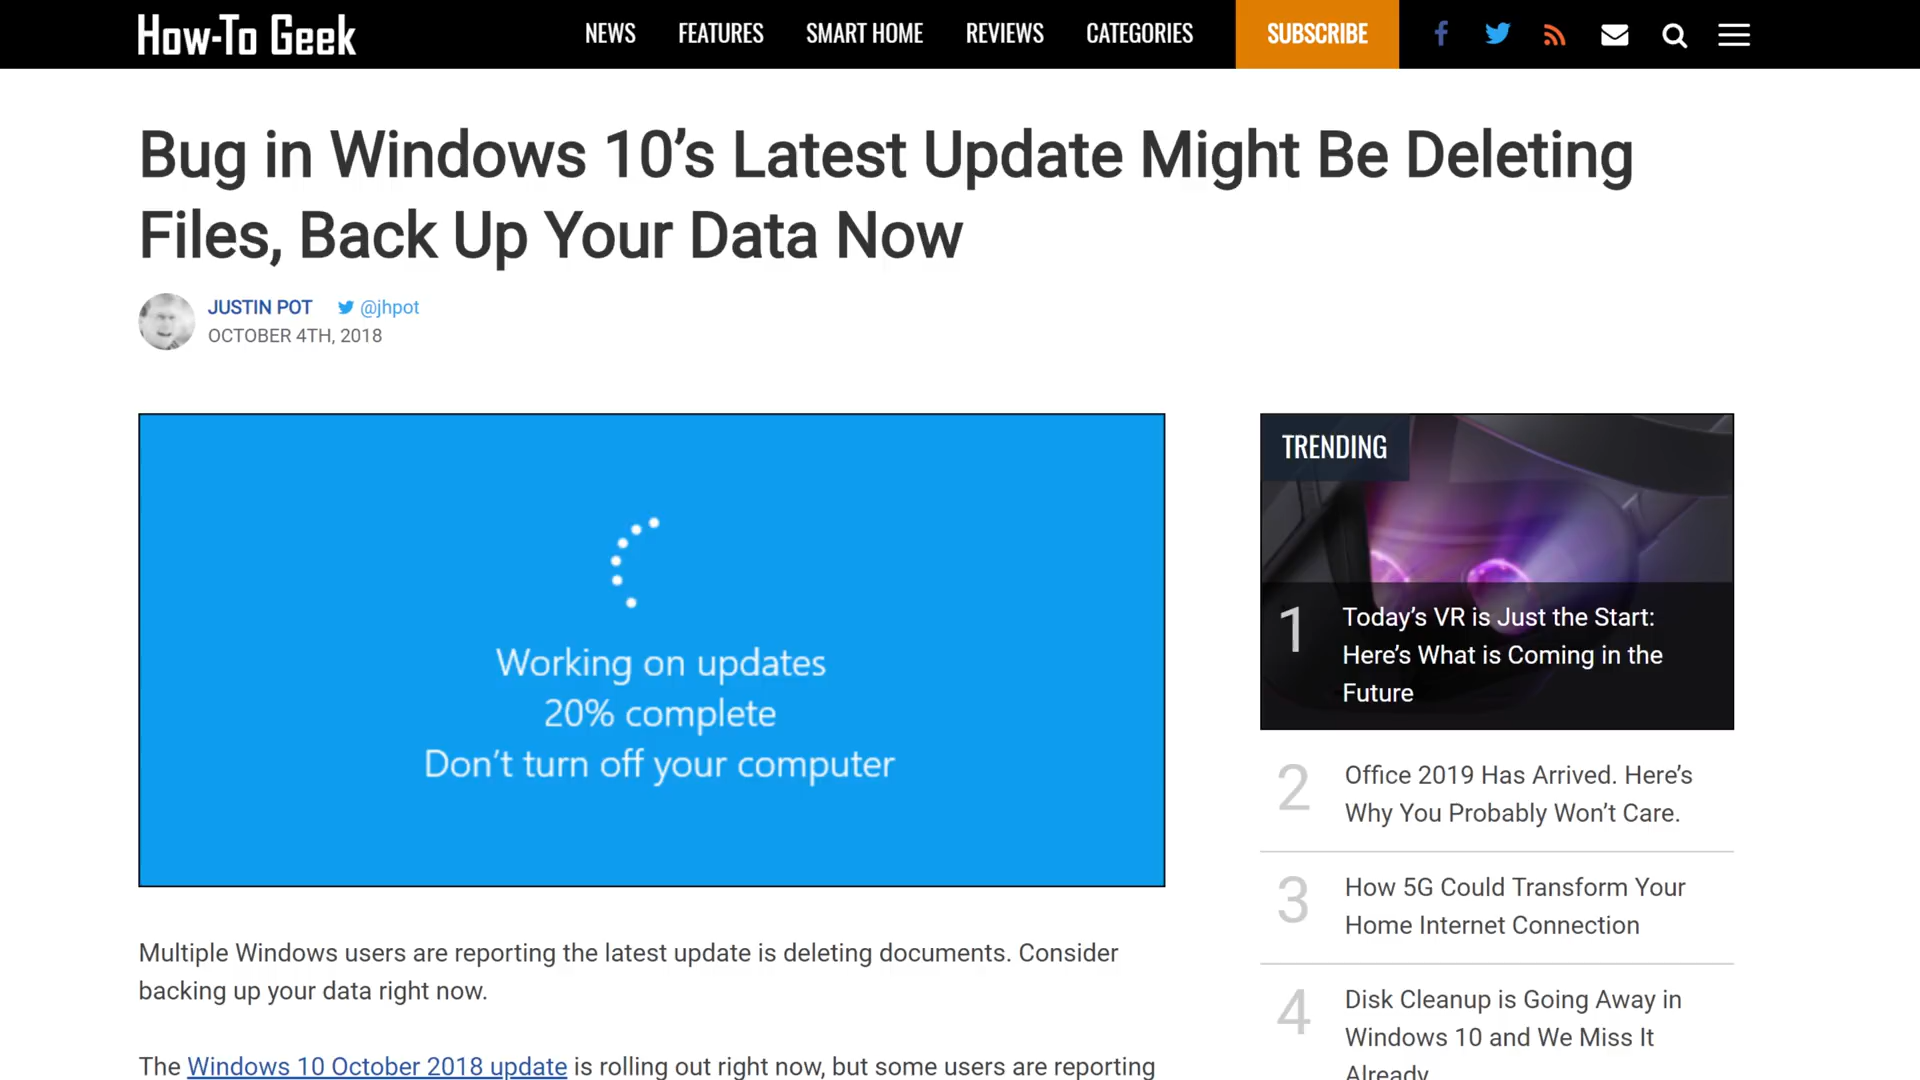 How-To Geek
NEWS FEATURES SMART HOME REVIEWS CATEGORIES SUBSCRIBE
Bug in Windows 10’s Latest Update Might Be Deleting
Files, Back Up Your Data Now
JUSTIN POT @jhpot
OCTOBER 4TH, 2018
Working on updates
20% complete
Don’t turn off your computer
Multiple Windows users are reporting the latest update is deleting documents. Consider
backing up your data right now.
The Windows 10 October 2018 update is rolling out right now, but some users are reporting
TRENDING
1 Today’s VR is Just the Start:
Here’s What is Coming in the
Future
2 Office 2019 Has Arrived. Here’s
Why You Probably Won’t Care.
3 How 5G Could Transform Your
Home Internet Connection
4 Disk Cleanup is Going Away in
Windows 10 and We Miss It
Already